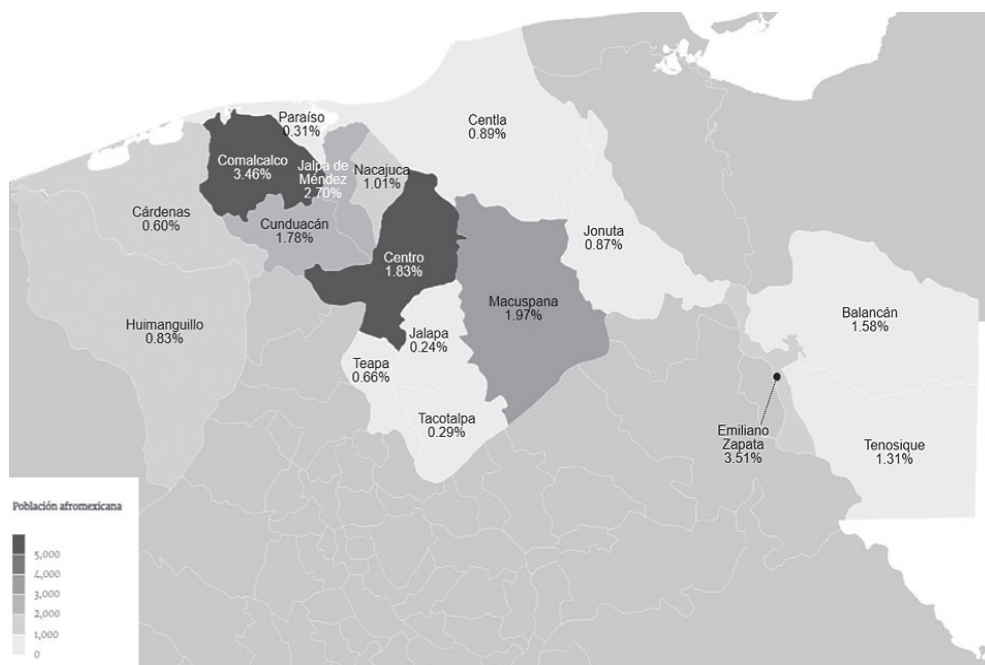 Paraíso
0.31%
Centla
0.89%
Comalcalco
3.46%
Jalpa de
Méndez
2.70%
Nacajuca
1.01%
Cárdenas
0.60%
Cunduacán
1.78%
Jonuta
0.87%
Centro
1.83%
Macuspana
1.97%
Balancán
1.58%
Huimanguillo
0.83%
Jalapa
0.24%
Teapa
0.66%
Tacotalpa
0.29%
Emiliano
Zapata
3.51%
Tenosique
1.31%
Población afromexicana
5,000
4,000
3,000
2,000
1,000
0